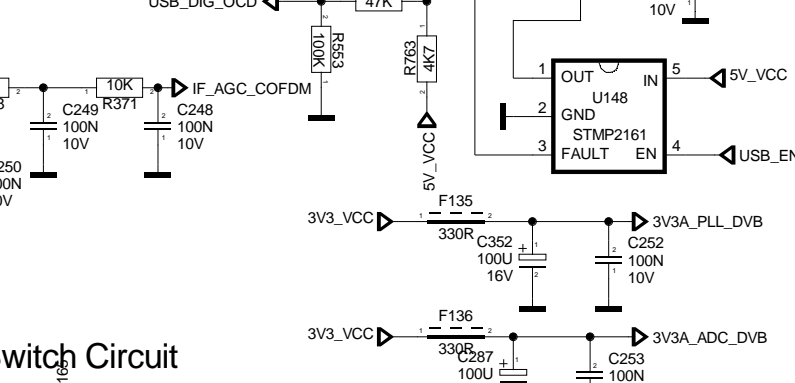 USB_DIG_OCD
47K
10V
R553
100K
R763
4K7
5V_VCC
1 OUT
IN 5
5V_VCC
U148
2 GND
STMP2161
3 FAULT
EN 4
USB_EN
10K
R371
IF_AGC_COFDM
C249
100N
10V
C248
100N
10V
3V3_VCC
F135
330R
3V3A_PLL_DVB
C352
100U
16V
C252
100N
10V
3V3_VCC
F136
330R
3V3A_ADC_DVB
C287
100U
C253
100N
witch Circuit